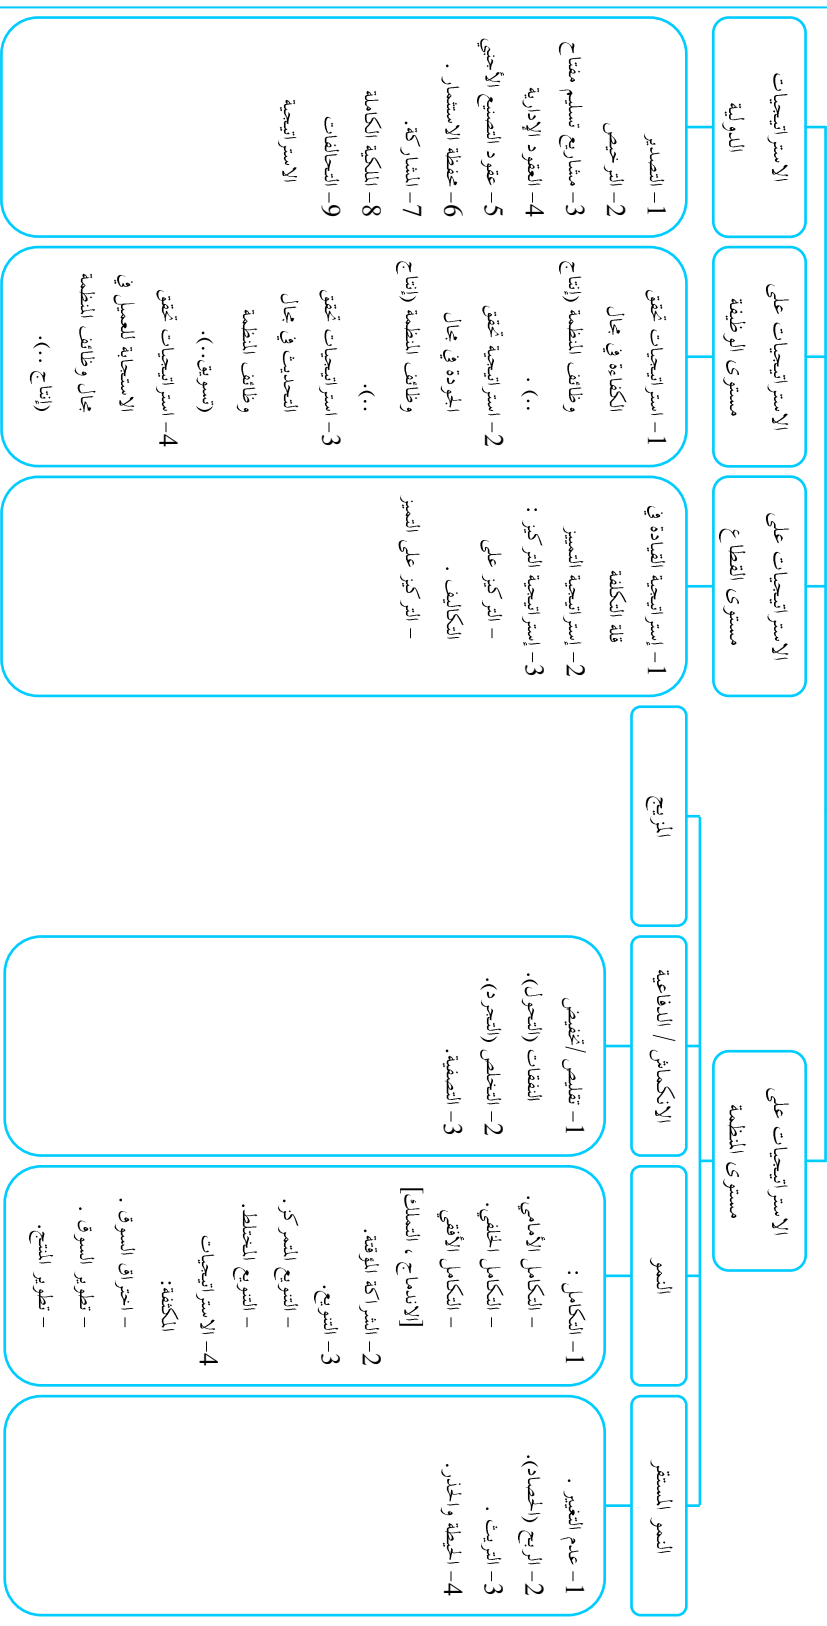 الاستراتيجيات على
مستوى المنظمة
النمو المستقر
1- عدم التغيير .
2- الربح (الحصاد).
3- التريث .
4- الحيطة والحذر.
النمو
1- التكامل :
- التكامل الأمامي.
- التكامل الخلفي.
- التكامل الأفقي
[الاندماج ، التملك]
2- الشراكة المؤقتة.
3- التنويع.
- التنويع المتمركز.
- التنويع المختلط.
4- الاستراتيجيات
المكثفة:
- اختراق السوق .
- تطوير السوق .
- تطوير المنتج.
الانكماش / الدفاعية
1- تقليص /تخفيض
النفقات (التحول).
2- التخلص (التجرد).
3- التصفية.
المزيج
الاستراتيجيات على
مستوى القطاع
1- إستراتيجية القيادة في
قلة التكلفة
2- إستراتيجية التمييز
3- إستراتيجية التركيز :
- التركيز على
التكاليف .
- التركيز على التميز
الاستراتيجيات على
مستوى الوظيفة
1- استراتيجيات تحقق
الكفاءة في مجال
وظائف المنظمة (إنتاج
..) .
2- استراتيجية تحقق
الجودة في مجال
وظائف المنظمة (إنتاج
..).
3- استراتيجيات تحقق
التحديث في مجال
وظائف المنظمة
(تسويق..).
4- استراتيجيات تحقق
الاستجابة للعميل في
مجال وظائف المنظمة
(إنتاج ..).
الاستراتيجيات
الدولية
1- التصدير
2- الترخيص
3- مشاريع تسليم مفتاح
4- العقود الإدارية
5- عقود التصنيع الأجنبي
6- محفظة الاستثمار .
7- المشاركة.
8- الملكية الكاملة
9- التحالفات
الاستراتيجية